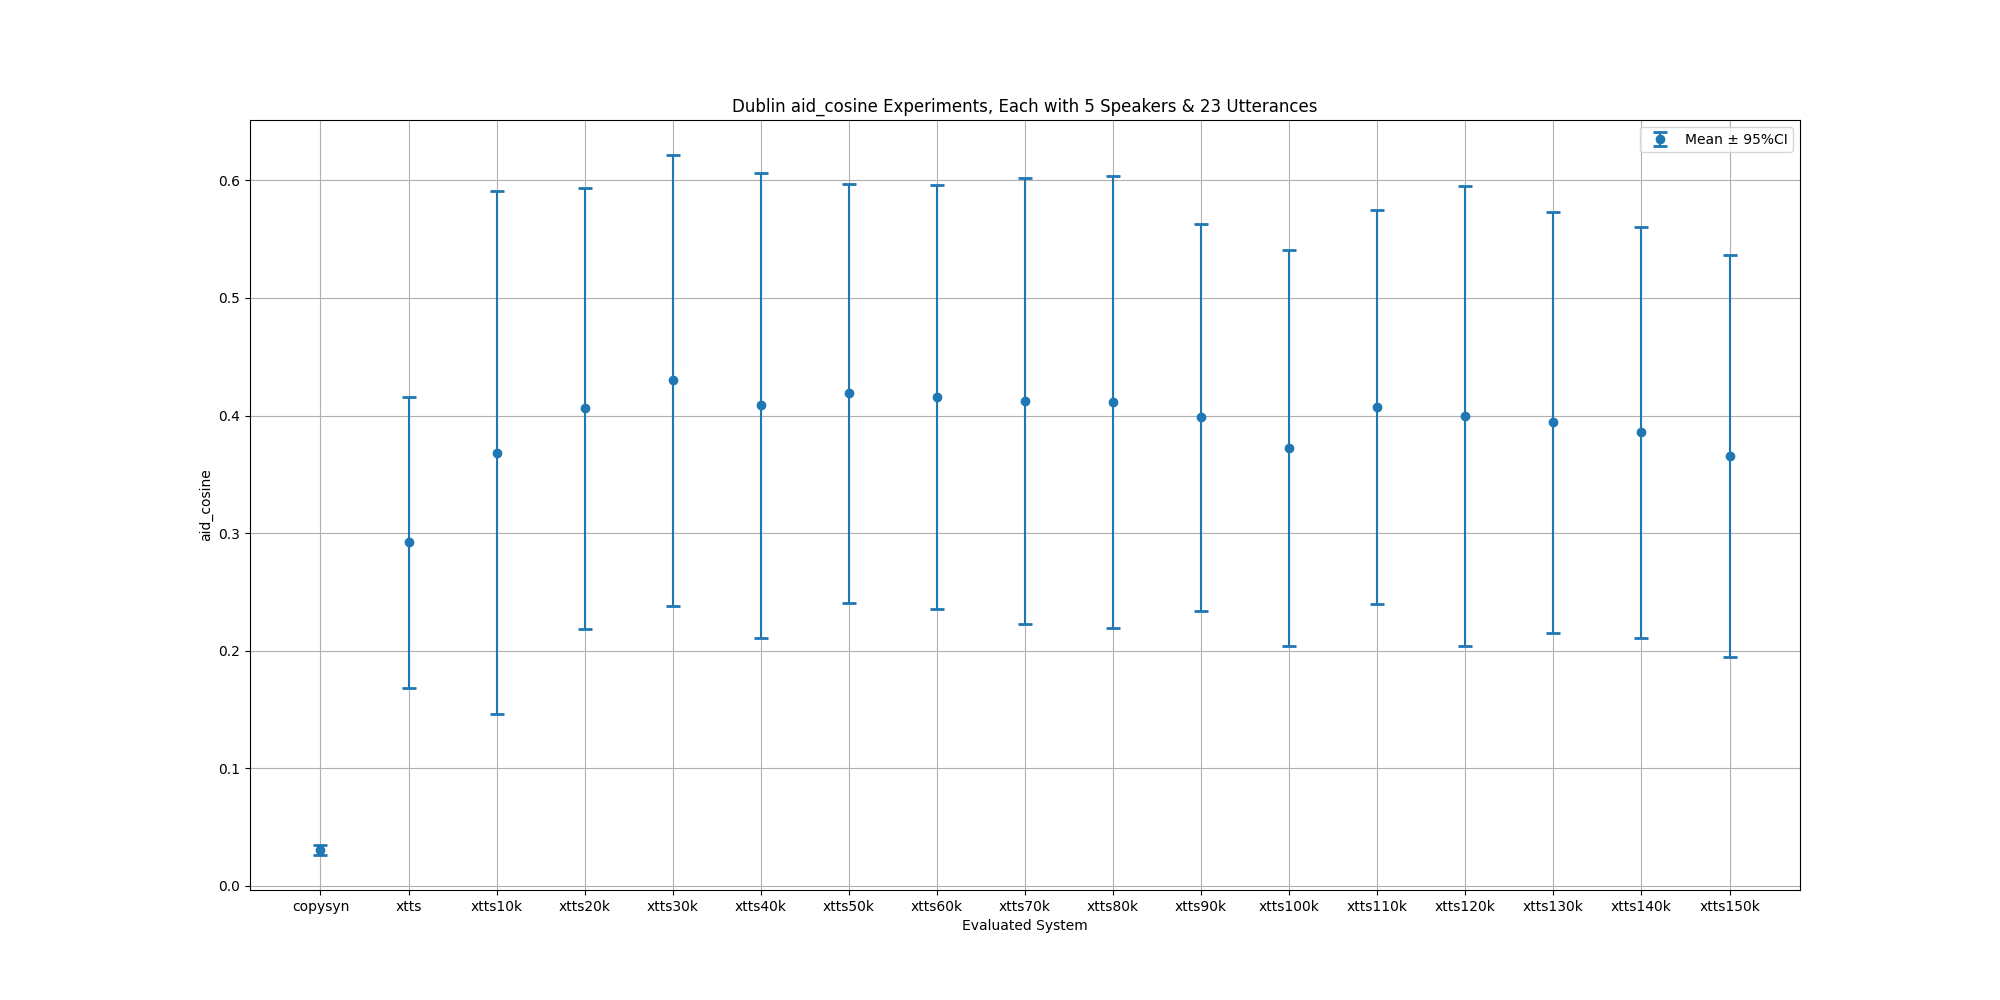 Dublin aid_cosine Experiments, Each with 5 Speakers & 23 Utterances
Mean ± 95%CI
aid_cosine
0.6
0.5
0.4
0.3
0.2
0.1
0.0
copysyn xtts xtts10k xtts20k xtts30k xtts40k xtts50k xtts60k xtts70k xtts80k xtts90k xtts100k xtts110k xtts120k xtts130k xtts140k xtts150k
Evaluated System